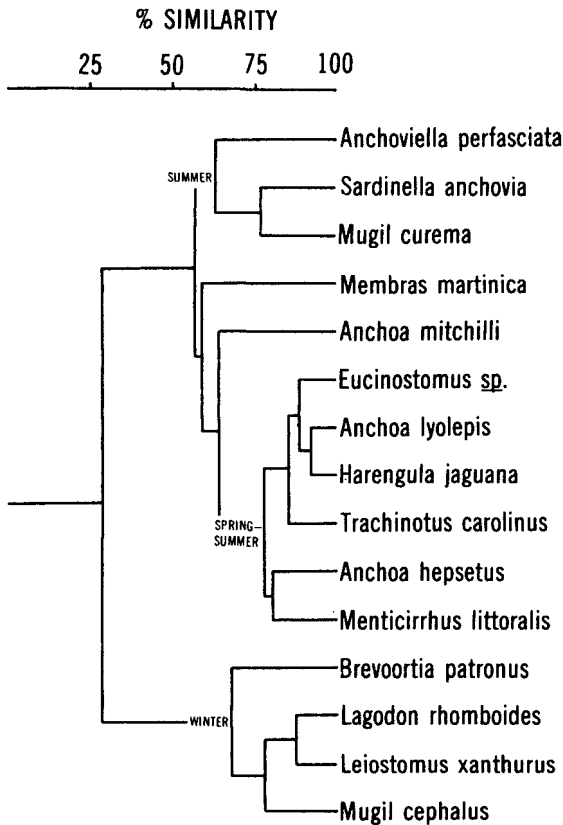 % SIMILARITY
25 50 75 100
Anchoviella perfasciata
SUMMER
Sardinella anchovia
Mugil curema
Membras martinica
Anchoa mitchilli
Eucinostomus sp.
Anchoa lyolepis
Harengula jaguana
Trachinotus carolinus
SPRING-
SUMMER
Anchoa hepsetus
Menticirrhus littoralis
Brevoortia patronus
Lagodon rhomboides
WINTER
Leiostomus xanthurus
Mugil cephalus